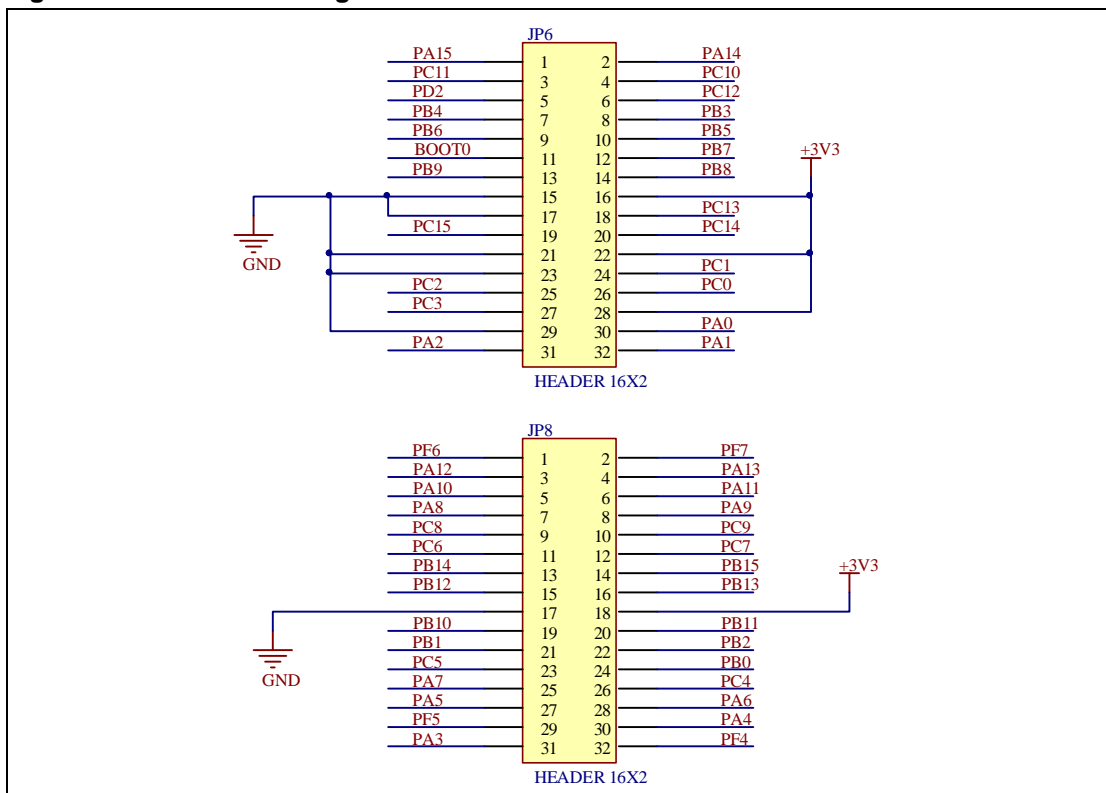 JP6
PA15 1 2 PA14
PC11 3 4 PC10
PD2 5 6 PC12
PB4 7 8 PB3
PB6 9 10 PB5
BOOT0 11 12 PB7 +3V3
PB9 13 14 PB8
15 16
17 18 PC13
PC15 19 20 PC14
GND 21 22
23 24 PC1
PC2 25 26 PC0
PC3 27 28
29 30 PA0
PA2 31 32 PA1
HEADER 16X2
JP8
PF6 1 2 PF7
PA12 3 4 PA13
PA10 5 6 PA11
PA8 7 8 PA9
PC8 9 10 PC9
PC6 11 12 PC7
PB14 13 14 PB15 +3V3
PB12 15 16 PB13
17 18
PB10 19 20 PB11
PB1 21 22 PB2
GND PC5 23 24 PB0
PA7 25 26 PC4
PA5 27 28 PA6
PF5 29 30 PA4
PA3 31 32 PF4
HEADER 16X2